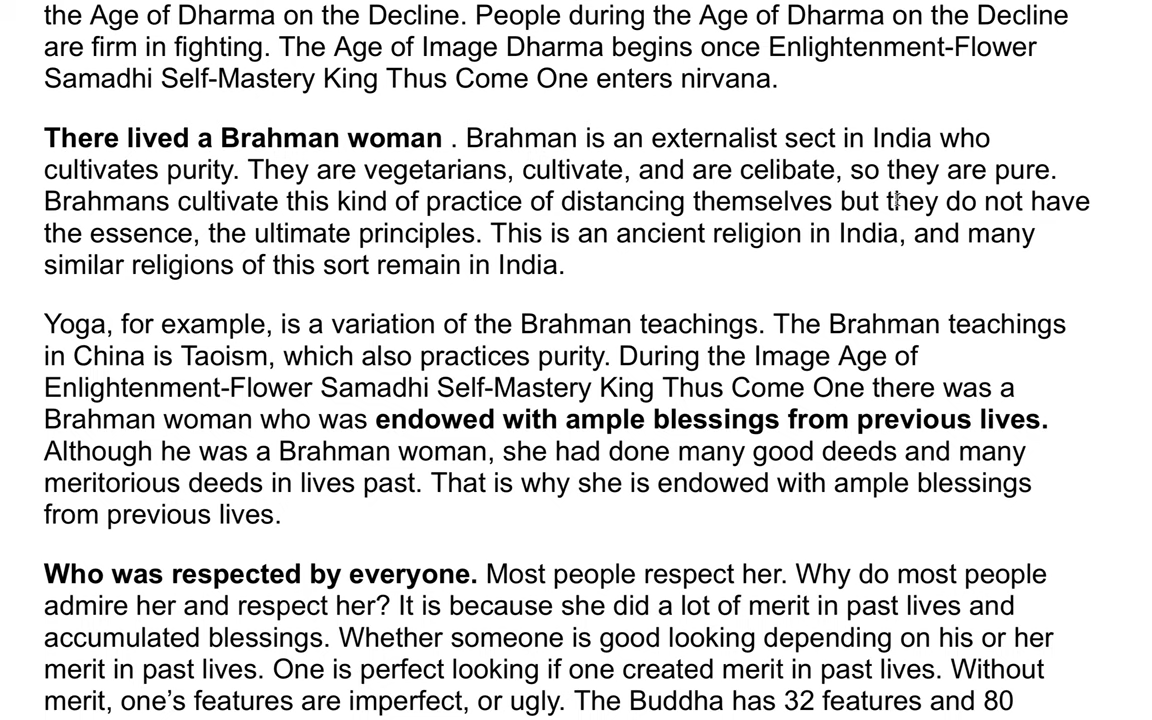 the Age of Dharma on the Decline. People during the Age of Dharma on the Decline
are firm in fighting. The Age of Image Dharma begins once Enlightenment-Flower
Samadhi Self-Mastery King Thus Come One enters nirvana.
There lived a Brahman woman . Brahman is an externalist sect in India who
cultivates purity. They are vegetarians, cultivate, and are celibate, so they are pure.
Brahmans cultivate this kind of practice of distancing themselves but they do not have
the essence, the ultimate principles. This is an ancient religion in India, and many
similar religions of this sort remain in India.
Yoga, for example, is a variation of the Brahman teachings. The Brahman teachings
in China is Taoism, which also practices purity. During the Image Age of
Enlightenment-Flower Samadhi Self-Mastery King Thus Come One there was a
Brahman woman who was endowed with ample blessings from previous lives.
Although he was a Brahman woman, she had done many good deeds and many
meritorious deeds in lives past. That is why she is endowed with ample blessings
from previous lives.
Who was respected by everyone. Most people respect her. Why do most people
admire her and respect her? It is because she did a lot of merit in past lives and
accumulated blessings. Whether someone is good looking depending on his or her
merit in past lives. One is perfect looking if one created merit in past lives. Without
merit, one’s features are imperfect, or ugly. The Buddha has 32 features and 80